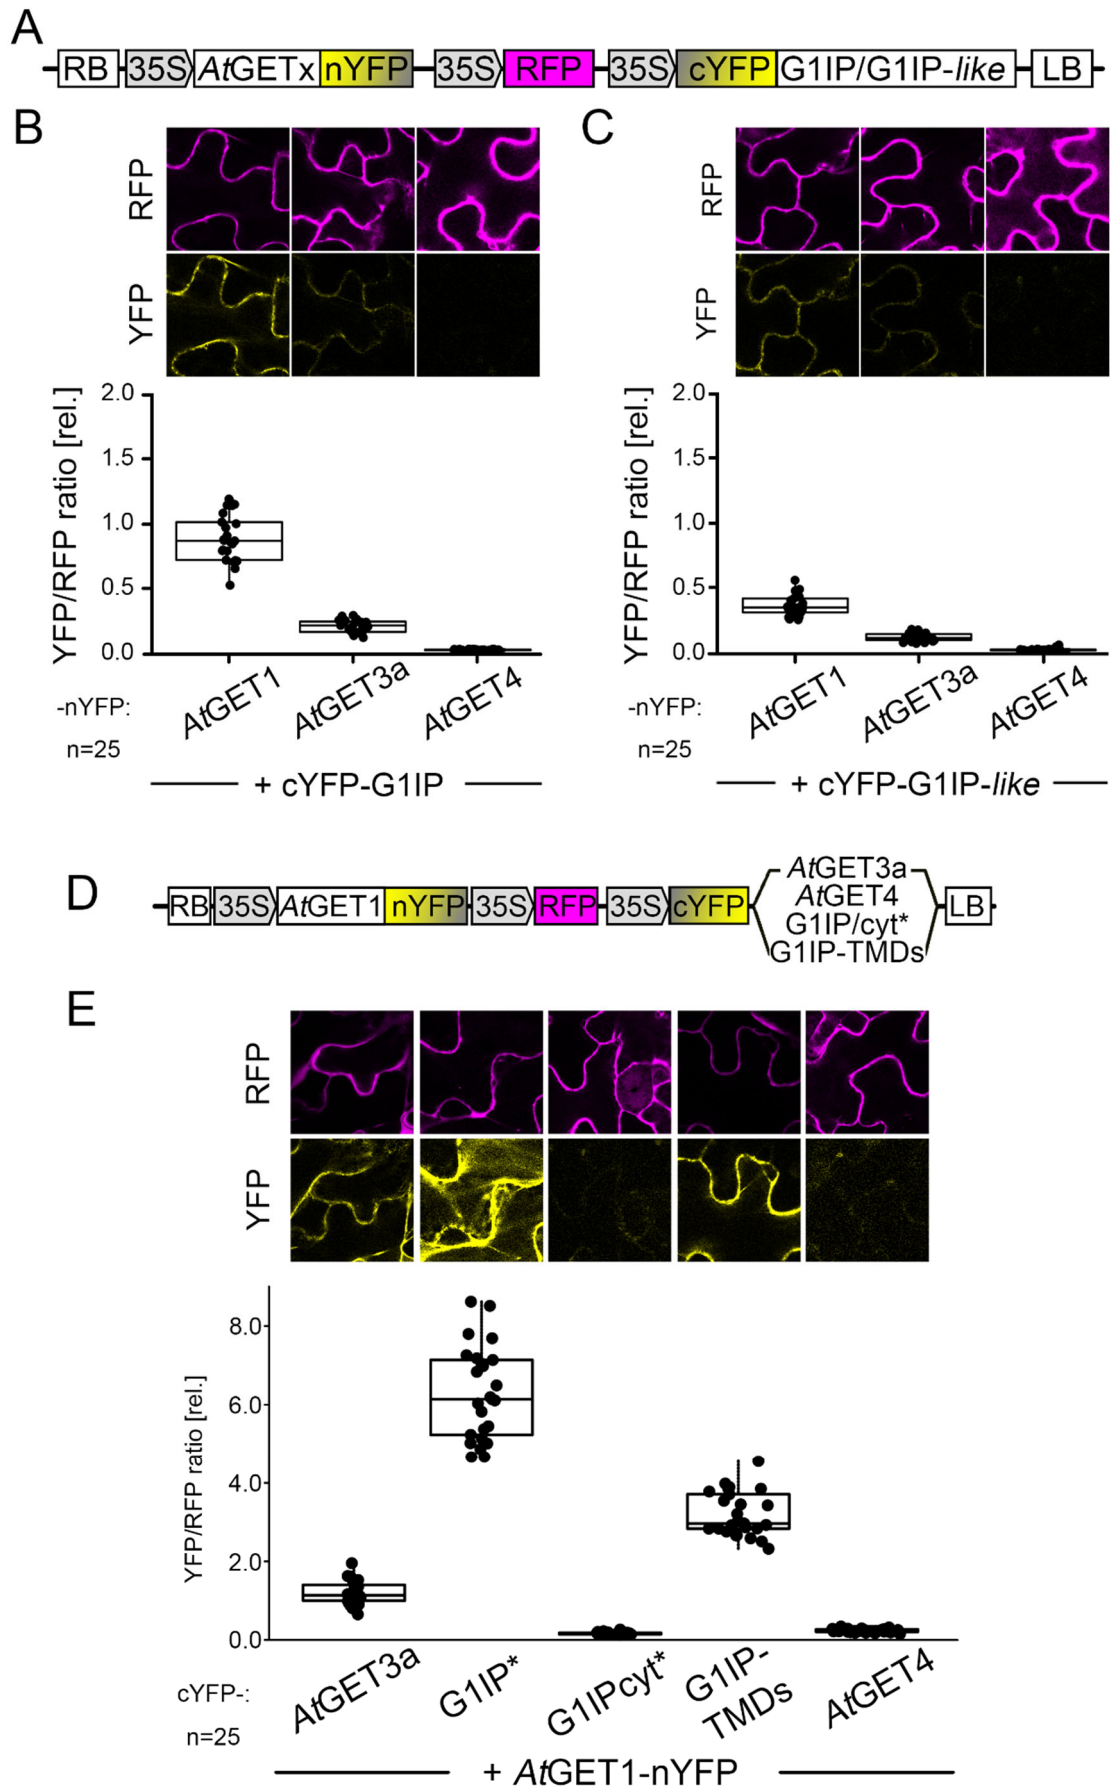 A
RB 35S AtGETx nYFP 35S RFP 35S cYFP G1IP/G1IP-like LB
B
RFP
YFP
YFP/RFP ratio [rel.]
2.0
1.5
1.0
0.5
0.0
AtGET1 AtGET3a AtGET4
-nYFP:
n=25
+ cYFP-G1IP
C
RFP
YFP
YFP/RFP ratio [rel.]
2.0
1.5
1.0
0.5
0.0
AtGET1 AtGET3a AtGET4
-nYFP:
n=25
+ cYFP-G1IP-like
D
RB 35S AtGET1 nYFP 35S RFP 35S cYFP
AtGET3a
AtGET4
G1IP/cyt*
G1IP-TMDs
LB
E
RFP
YFP
YFP/RFP ratio [rel.]
8.0
6.0
4.0
2.0
0.0
AtGET3a
G1IP*
G1IPcyt*
G1IP-
TMDs
AtGET4
cYFP-:
n=25
+ AtGET1-nYFP